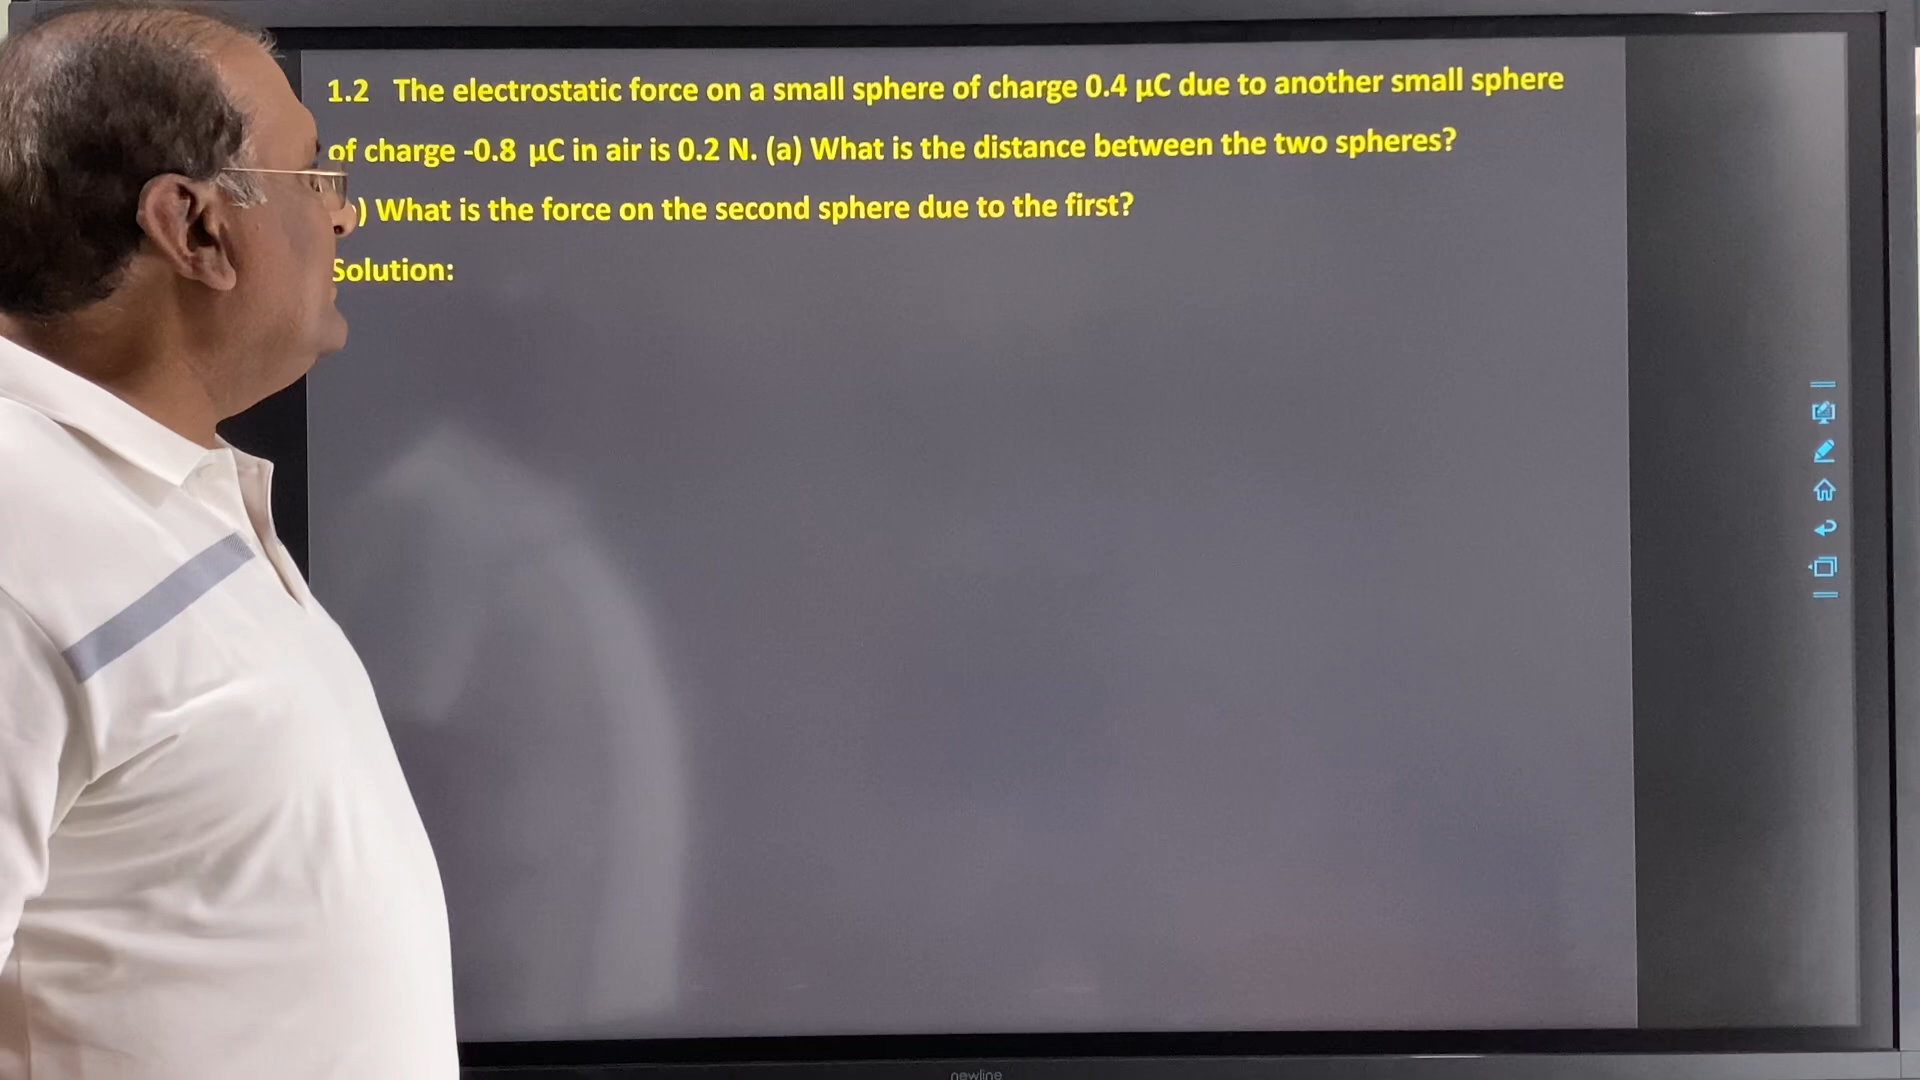 1.2 The electrostatic force on a small sphere of charge 0.4 µC due to another small sphere
of charge -0.8 µC in air is 0.2 N. (a) What is the distance between the two spheres?
) What is the force on the second sphere due to the first?
Solution:
newline